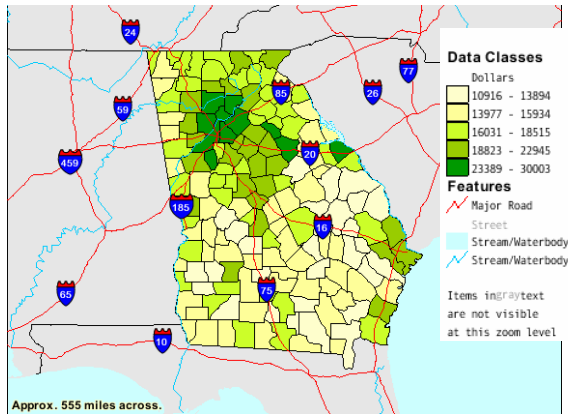 24
77
Data Classes
Dollars
85
26
10916 - 13894
59
13977 - 15934
16031 - 18515
18823 - 22945
20
459
23389 - 30003
Features
185
Major Road
16
Street
Stream/Waterbody
Stream/Waterbody
65
75
Items in gray text
are not visible
at this zoom level
10
Approx. 555 miles across.